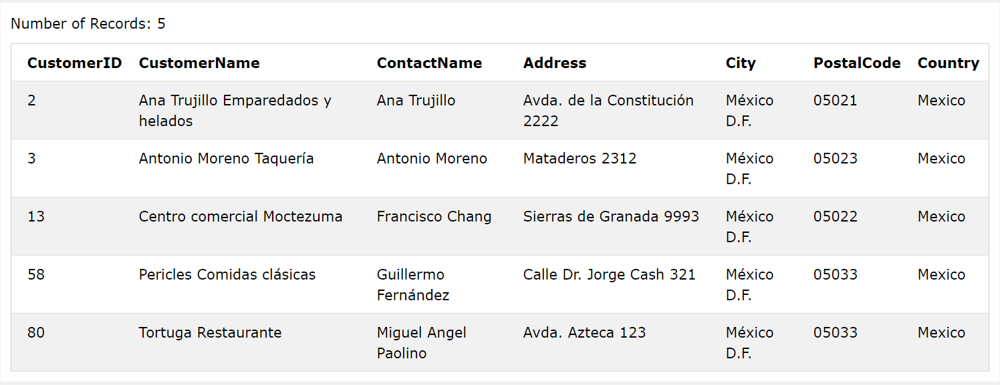 Number of Records: 5
CustomerID CustomerName ContactName Address City PostalCode Country
2 Ana Trujillo Emparedados y Ana Trujillo Avda. de la Constitución México 05021 Mexico
helados 2222 D.F.
3 Antonio Moreno Taquería Antonio Moreno Mataderos 2312 México 05023 Mexico
D.F.
13 Centro comercial Moctezuma Francisco Chang Sierras de Granada 9993 México 05022 Mexico
D.F.
58 Pericles Comidas clásicas Guillermo Calle Dr. Jorge Cash 321 México 05033 Mexico
Fernández D.F.
80 Tortuga Restaurante Miguel Angel Avda. Azteca 123 México 05033 Mexico
Paolino D.F.